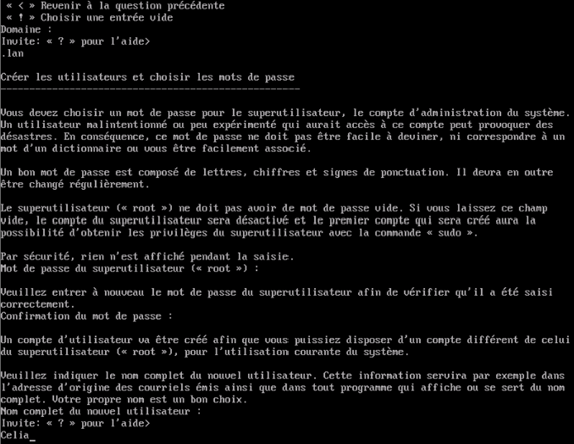 « < » Revenir à la question précédente
« ! » Choisir une entrée vide
Domaine :
Invite: « ? » pour l'aide>
.lan
Créer les utilisateurs et choisir les mots de passe
---------------------------------------------------
Vous devez choisir un mot de passe pour le superutilisateur, le compte d'administration du système.
Un utilisateur malintentionné ou peu expérimenté qui aurait accès à ce compte peut provoquer des
désastres. En conséquence, ce mot de passe ne doit pas être facile à deviner, ni correspondre à un
mot d'un dictionnaire ou vous être facilement associé.
Un bon mot de passe est composé de lettres, chiffres et signes de ponctuation. Il devra en outre
être changé régulièrement.
Le superutilisateur (« root ») ne doit pas avoir de mot de passe vide. Si vous laissez ce champ
vide, le compte du superutilisateur sera désactivé et le premier compte qui sera créé aura la
possibilité d'obtenir les privilèges du superutilisateur avec la commande « sudo ».
Par sécurité, rien n'est affiché pendant la saisie.
Mot de passe du superutilisateur (« root ») :
Veuillez entrer à nouveau le mot de passe du superutilisateur afin de vérifier qu'il a été saisi
correctement.
Confirmation du mot de passe :
Un compte d'utilisateur va être créé afin que vous puissiez disposer d'un compte différent de celui
du superutilisateur (« root »), pour l'utilisation courante du système.
Veuillez indiquer le nom complet du nouvel utilisateur. Cette information servira par exemple dans
l'adresse d'origine des courriels émis ainsi que dans tout programme qui affiche ou se sert du nom
complet. Votre propre nom est un bon choix.
Nom complet du nouvel utilisateur :
Invite: « ? » pour l'aide>
Celia_